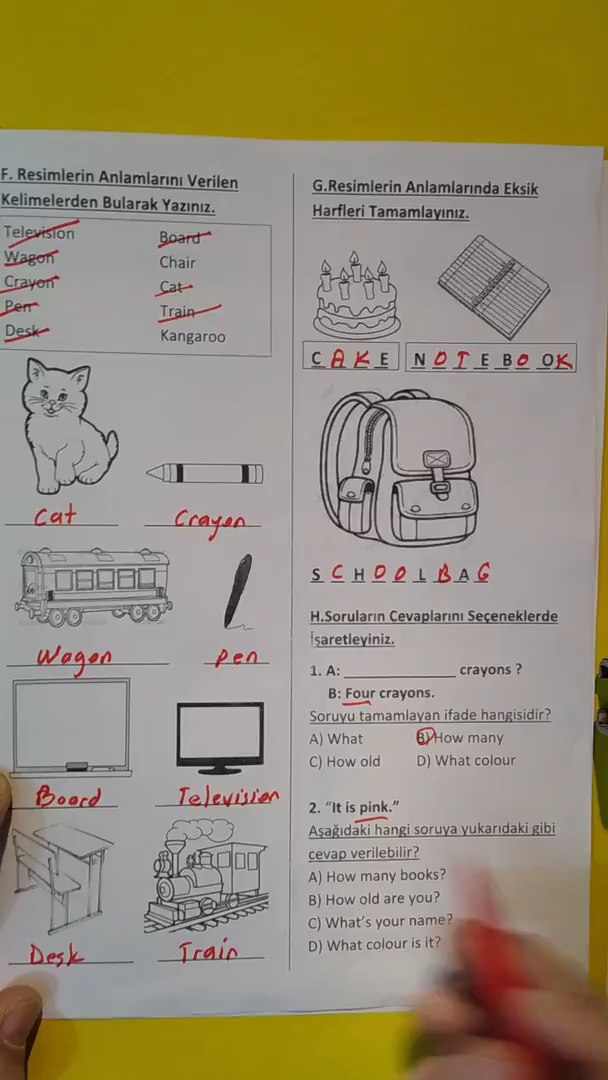 F. Resimlerin Anlamlarını Verilen
Kelimelerden Bularak Yazınız.
Television Board
Wagon Chair
Crayon Cat
Pen Train
Desk Kangaroo
Cat Crayon
Wagon Pen
Board Television
Desk Train
G.Resimlerin Anlamlarında Eksik
Harfleri Tamamlayınız.
C A K E N O T E B O O K
S C H O O L B A G
H.Soruların Cevaplarını Seçeneklerde
İşaretleyiniz.
1. A: ________________ crayons ?
B: Four crayons.
Soruyu tamamlayan ifade hangisidir?
A) What B) How many
C) How old D) What colour
2. “It is pink.”
Aşağıdaki hangi soruya yukarıdaki gibi
cevap verilebilir?
A) How many books?
B) How old are you?
C) What’s your name?
D) What colour is it?